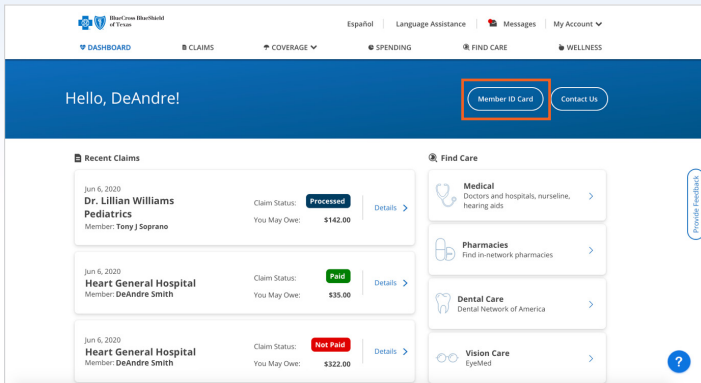 BlueCross BlueShield
of Texas
Español Language Assistance Messages My Account
DASHBOARD CLAIMS COVERAGE SPENDING FIND CARE WELLNESS
Hello, DeAndre!
Member ID Card Contact Us
Recent Claims
Jun 6, 2020
Dr. Lillian Williams
Pediatrics
Member: Tony J Soprano
Claim Status: Processed
You May Owe: $142.00
Details
Jun 6, 2020
Heart General Hospital
Member: DeAndre Smith
Claim Status: Paid
You May Owe: $35.00
Details
Jun 6, 2020
Heart General Hospital
Member: DeAndre Smith
Claim Status: Not Paid
You May Owe: $322.00
Details
Find Care
Medical
Doctors and hospitals, nurseline,
hearing aids
Pharmacies
Find in-network pharmacies
Dental Care
Dental Network of America
Vision Care
EyeMed
Provide Feedback
?